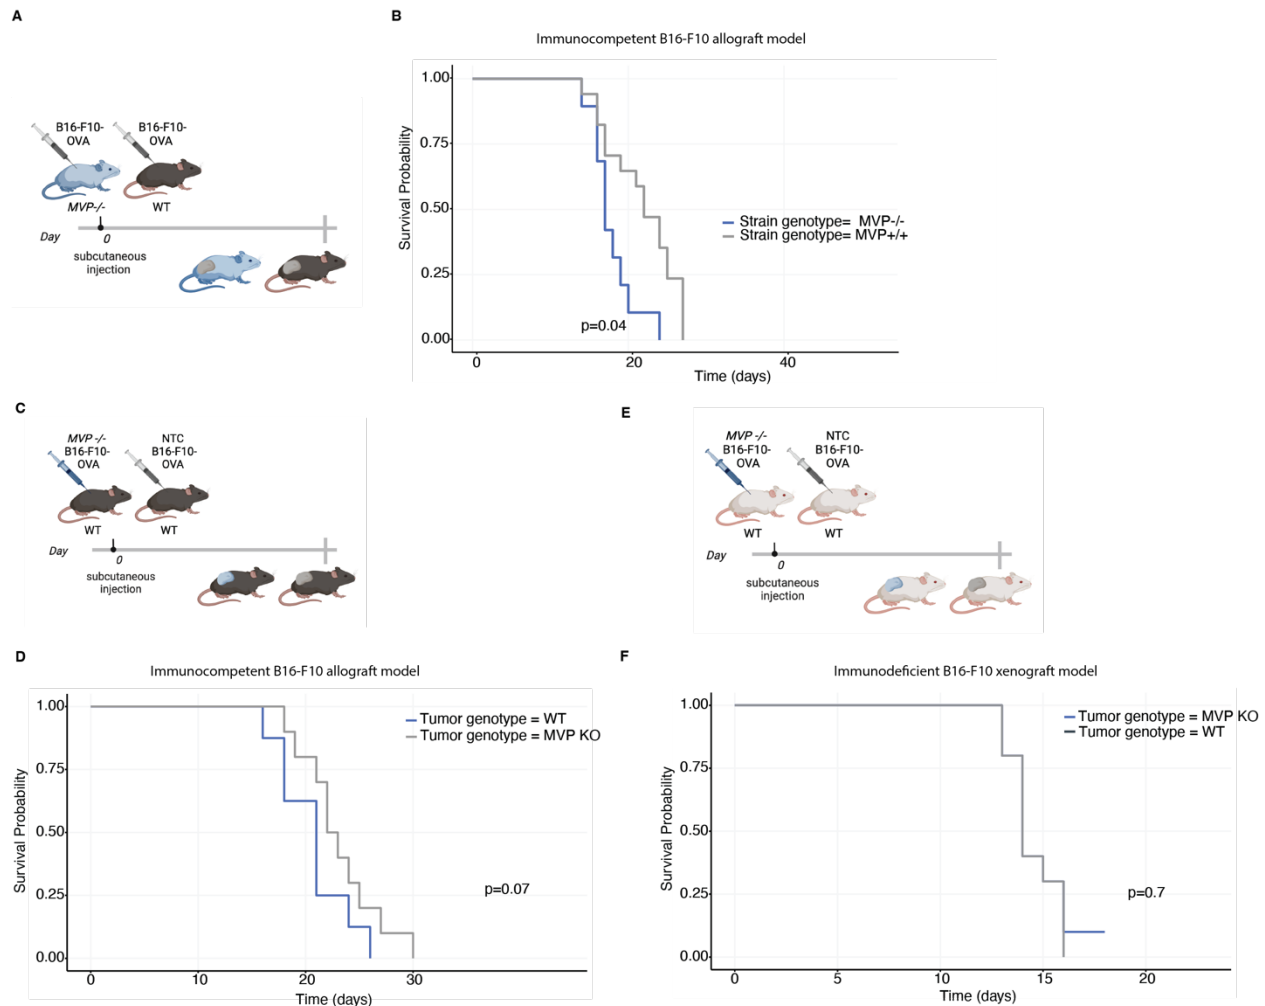 A
B16-F10-
OVA
B16-F10-
OVA
MVP-/-
WT
Day
0
subcutaneous
injection
B
Immunocompetent B16-F10 allograft model
Survival Probability
1.00
0.75
0.50
0.25
0.00
Strain genotype= MVP-/-
Strain genotype= MVP+/+
p=0.04
0 20 40
Time (days)
C
MVP -/-
B16-F10-
OVA
NTC
B16-F10-
OVA
WT
WT
Day
0
subcutaneous
injection
E
MVP -/-
B16-F10-
OVA
NTC
B16-F10-
OVA
WT
WT
Day
0
subcutaneous
injection
D
Immunocompetent B16-F10 allograft model
Survival Probability
1.00
0.75
0.50
0.25
0.00
Tumor genotype = WT
Tumor genotype = MVP KO
p=0.07
0 10 20 30
Time (days)
F
Immunodeficient B16-F10 xenograft model
Survival Probability
1.00
0.75
0.50
0.25
0.00
Tumor genotype = MVP KO
Tumor genotype = WT
p=0.7
0 5 10 15 20
Time (days)